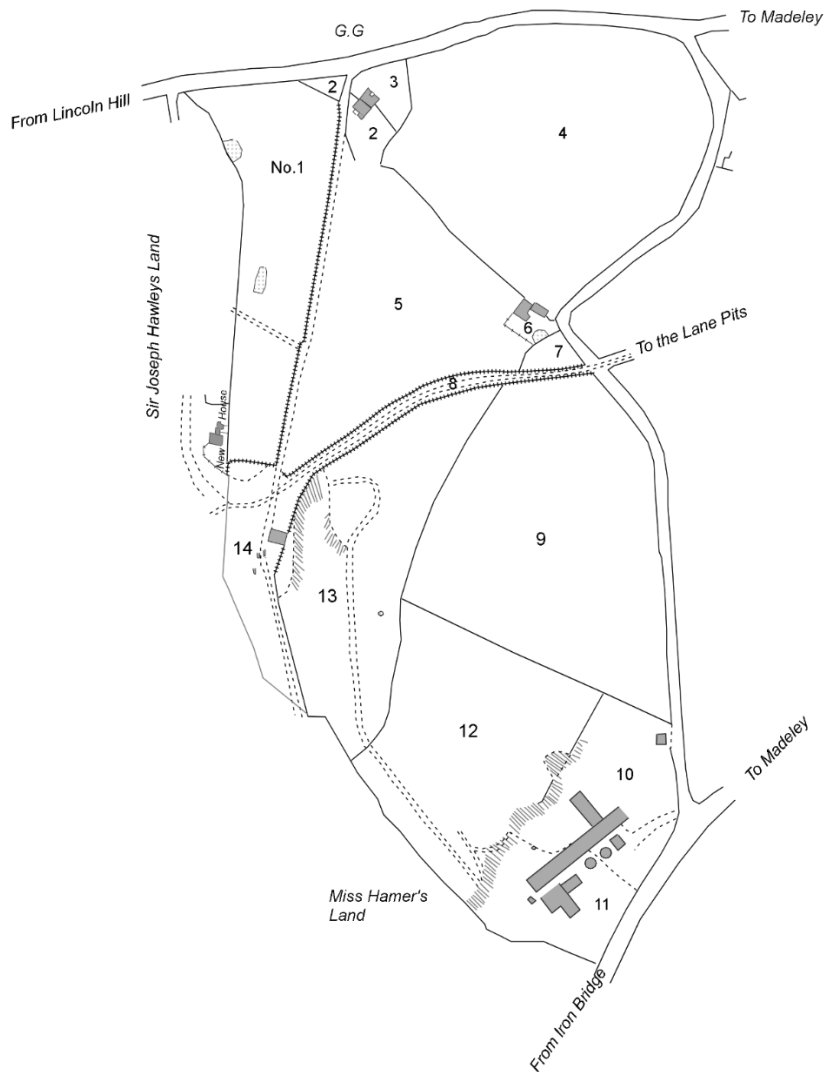 To Madeley
G.G
From Lincoln Hill
2
3
2
4
No.1
Sir Joseph Hawleys Land
5
6
7
To the Lane Pits
8
New House
14
13
9
12
10
To Madeley
11
Miss Hamer's
Land
From Iron Bridge